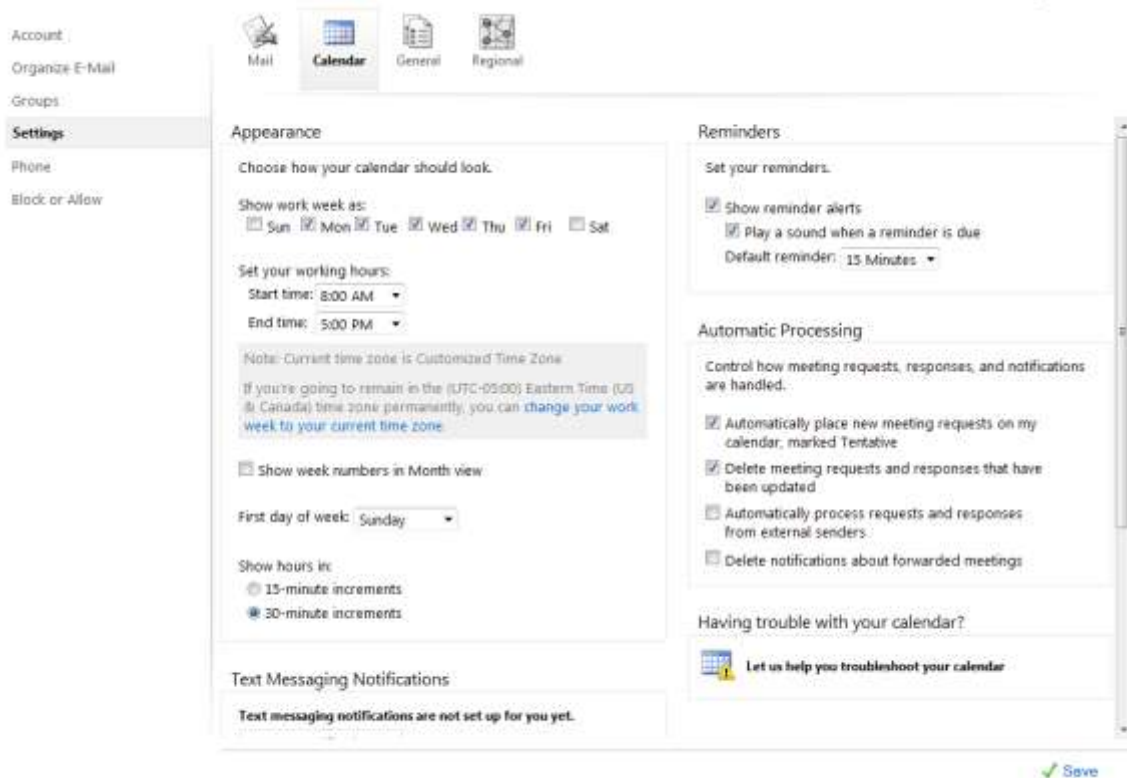 Account
Organize E-Mail
Groups
Settings
Phone
Block or Allow
Mail
Calendar
General
Regional
Appearance
Choose how your calendar should look.
Show work week as:
Sun Mon Tue Wed Thu Fri Sat
Set your working hours:
Start time: 8:00 AM
End time: 5:00 PM
Note: Current time zone is Customized Time Zone
If you're going to remain in the (UTC-05:00) Eastern Time (US
& Canada) time zone permanently, you can change your work
week to your current time zone
Show week numbers in Month view
First day of week: Sunday
Show hours in:
15-minute increments
30-minute increments
Text Messaging Notifications
Text messaging notifications are not set up for you yet.
Reminders
Set your reminders.
Show reminder alerts
Play a sound when a reminder is due
Default reminder: 15 Minutes
Automatic Processing
Control how meeting requests, responses, and notifications
are handled.
Automatically place new meeting requests on my
calendar, marked Tentative
Delete meeting requests and responses that have
been updated
Automatically process requests and responses
from external senders
Delete notifications about forwarded meetings
Having trouble with your calendar?
Let us help you troubleshoot your calendar
Save